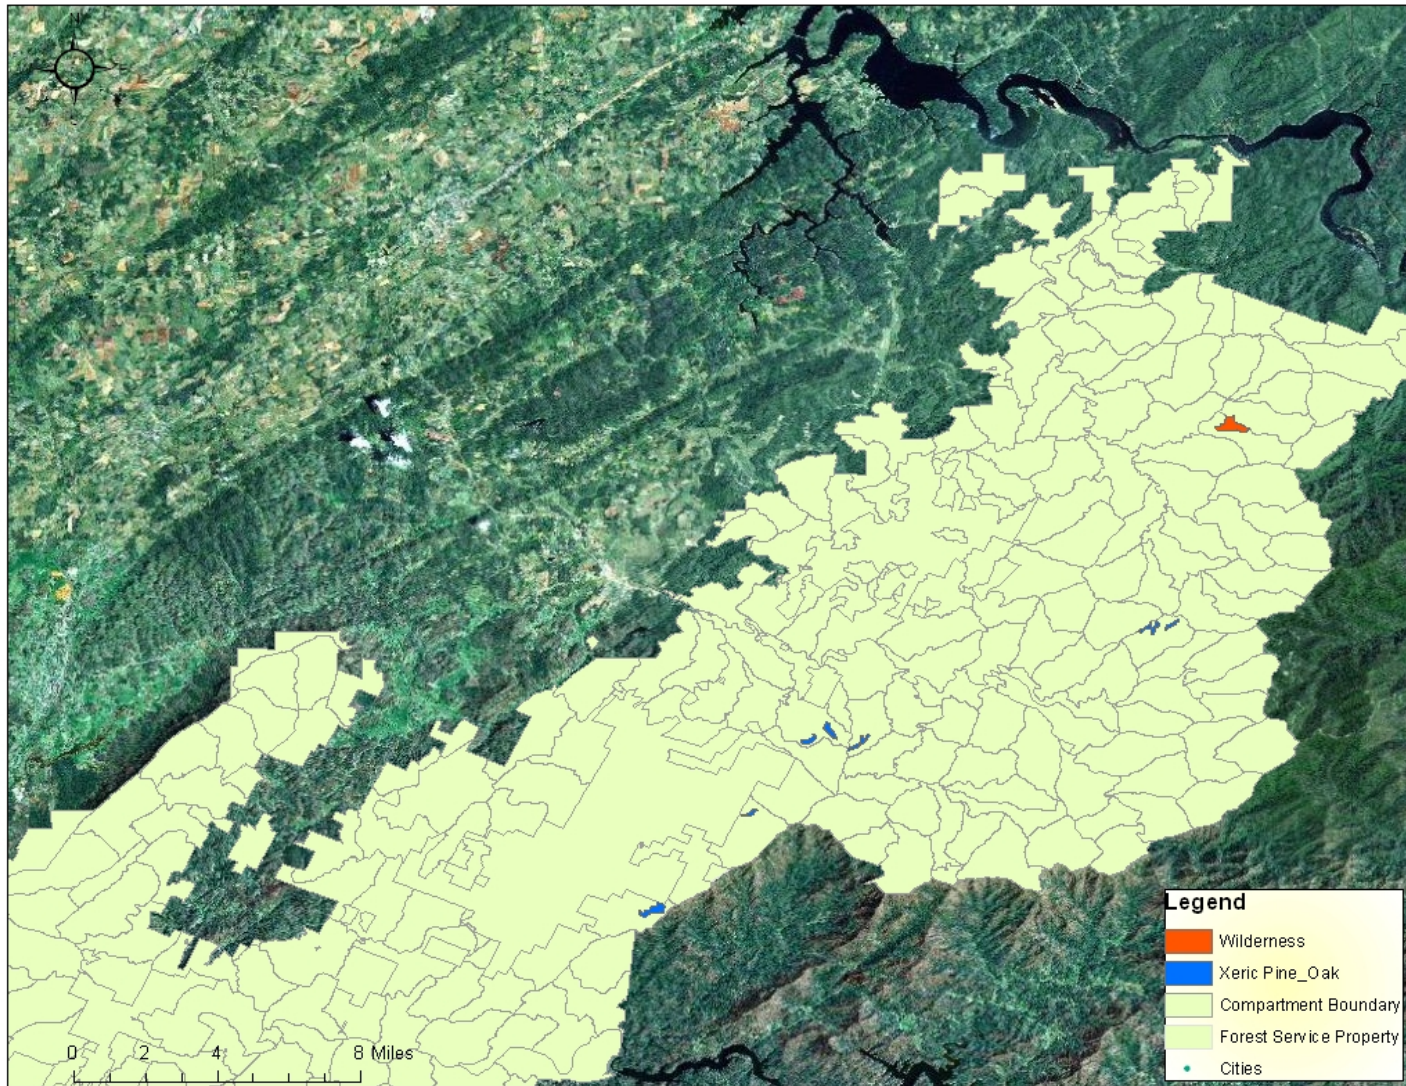 N
0 2 4 8 Miles
Legend
Wilderness
Xeric Pine_Oak
Compartment Boundary
Forest Service Property
Cities